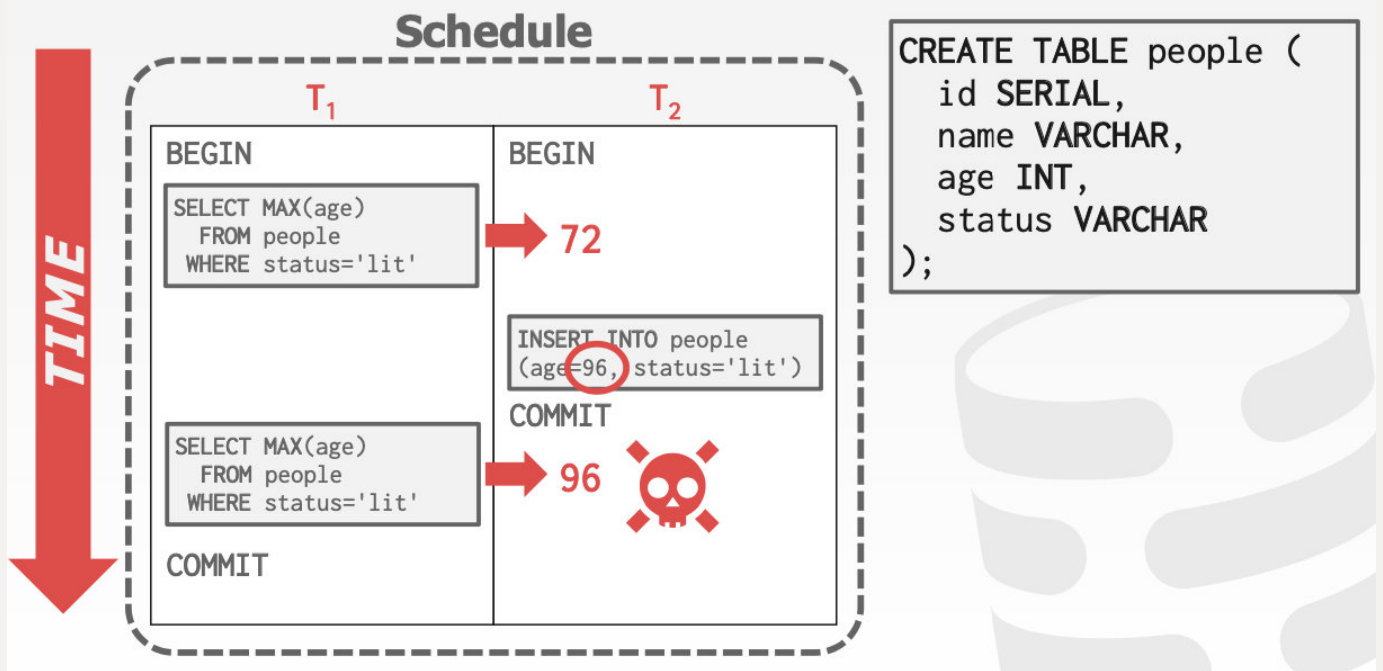 Schedule
TIME
T1
T2
BEGIN
SELECT MAX(age)
FROM people
WHERE status='lit'
72
SELECT MAX(age)
FROM people
WHERE status='lit'
96
COMMIT
BEGIN
INSERT INTO people
(age=96, status='lit')
COMMIT
CREATE TABLE people (
id SERIAL,
name VARCHAR,
age INT,
status VARCHAR
);